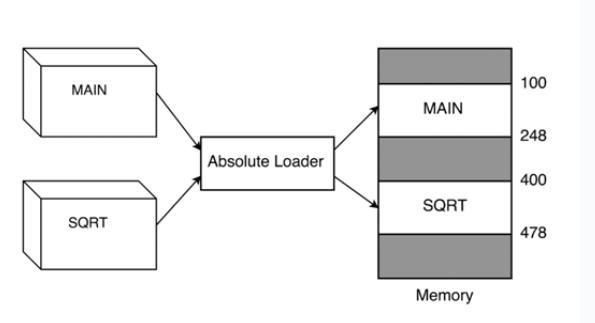 MAIN
SQRT
Absolute Loader
100
MAIN
248
400
SQRT
478
Memory